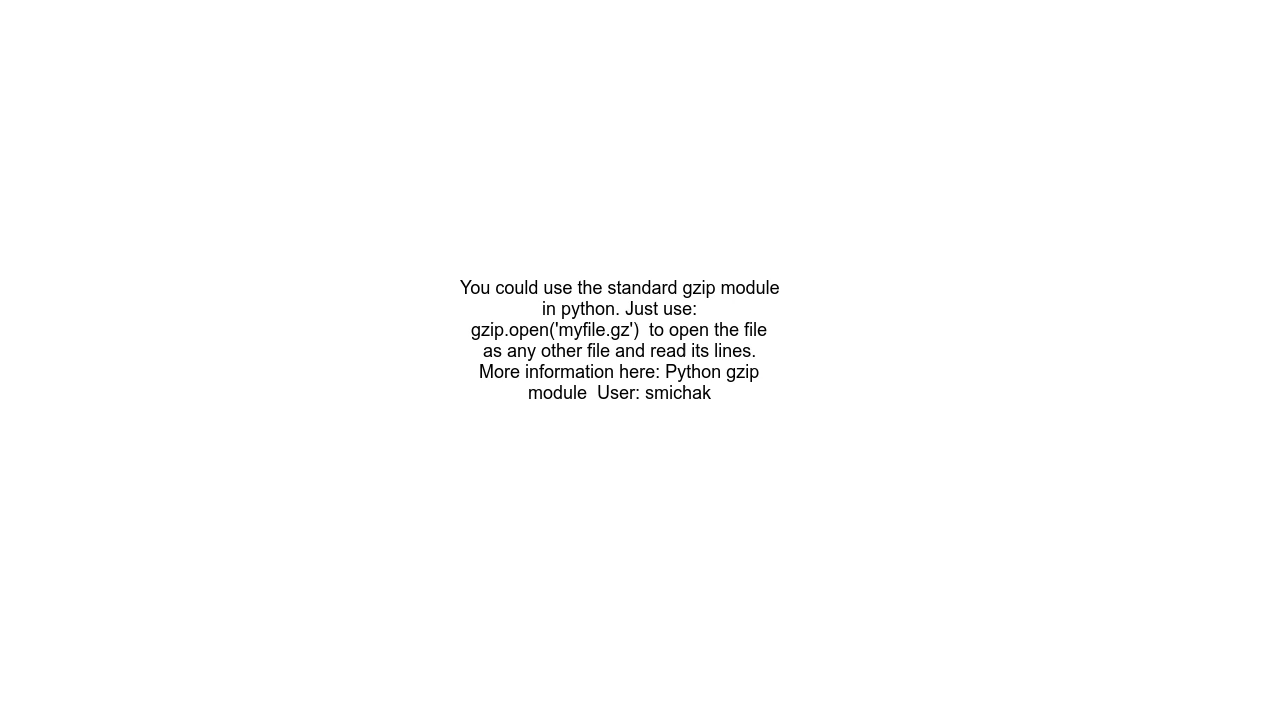 You could use the standard gzip module
in python. Just use:
gzip.open('myfile.gz')  to open the file
as any other file and read its lines.
More information here: Python gzip
module  User: smichak